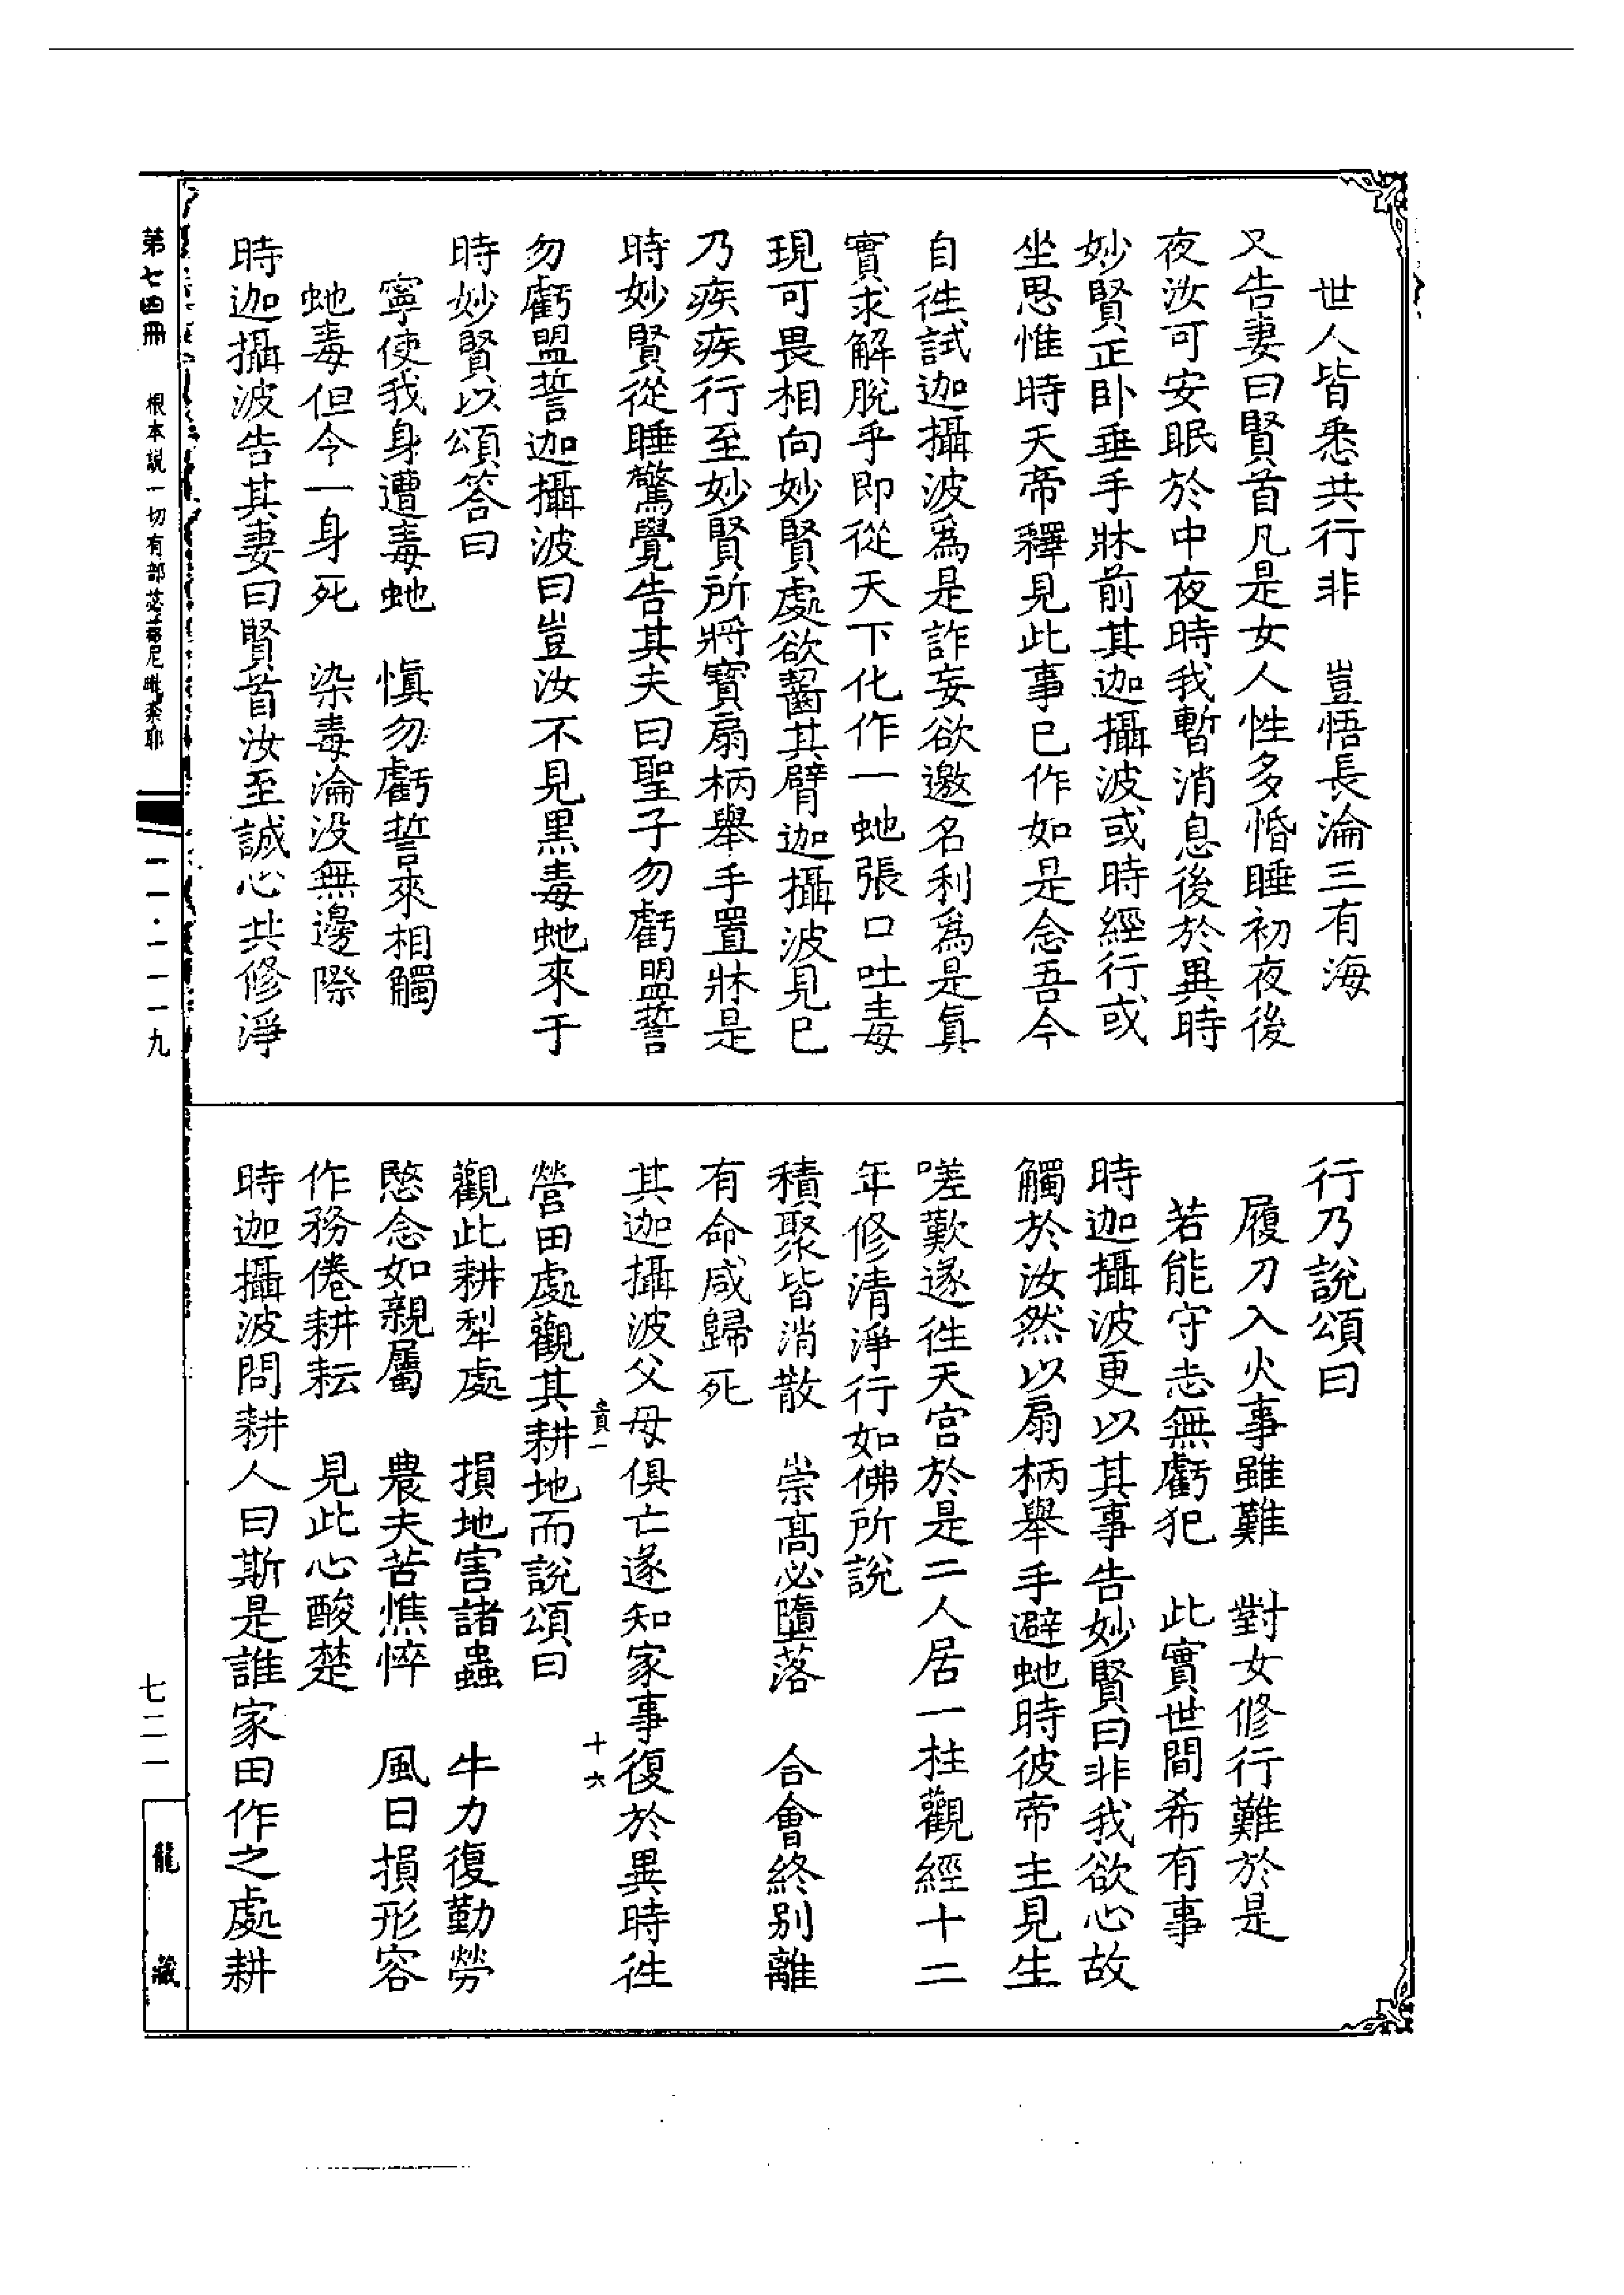 世人皆悉共行非　豈悟長淪三有海
又告妻曰賢首凡是女人性多惛睡初夜後
夜汝可安眠於中夜時我暫消息後於異時
妙賢正卧垂手牀前其迦攝波或時經行或
坐思惟時天帝釋見此事已作如是念吾今
自徃試迦攝波爲是詐妄欲邀名利爲是真
實求解脫乎即從天下化作一虵張口吐毒
現可畏相向妙賢處欲齧其臂迦攝波見已
乃疾疾行至妙賢所將寶扇柄舉手置牀是
時妙賢從睡驚覺告其夫曰聖子勿虧盟誓
勿虧盟誓迦攝波曰豈汝不見黑毒虵來于
時妙賢以頌答曰
寧使我身遭毒虵　愼勿虧誓來相觸
虵毒但令一身死　染毒淪没無邊際
時迦攝波告其妻曰賢首汝至誠心共修淨
行乃說頌曰
履刀入火事雖難　對女修行難於是
若能守志無虧犯　此實世間希有事
時迦攝波更以其事告妙賢曰非我欲心故
觸於汝然以扇柄舉手避虵時彼帝主見生
嗟歎遂徃天宫於是二人居一柱觀經十二
年修清淨行如佛所說
積聚皆消散　崇高必墮落　合會終别離
有命咸歸死
其迦攝波父母俱亡遂知家事復於異時徃
貴一　十六
營田處觀其耕地而說頌曰
觀此耕犁處　損地害諸蟲　牛力復勤勞
愍念如親屬　農夫苦憔悴　風日損形容
作務倦耕耘　見此心酸楚
時迦攝波問耕人曰斯是誰家田作之處耕
第七四冊　根本説一切有部苾蒭尼毗奈耶　一一·一一一九　七二一　龍藏